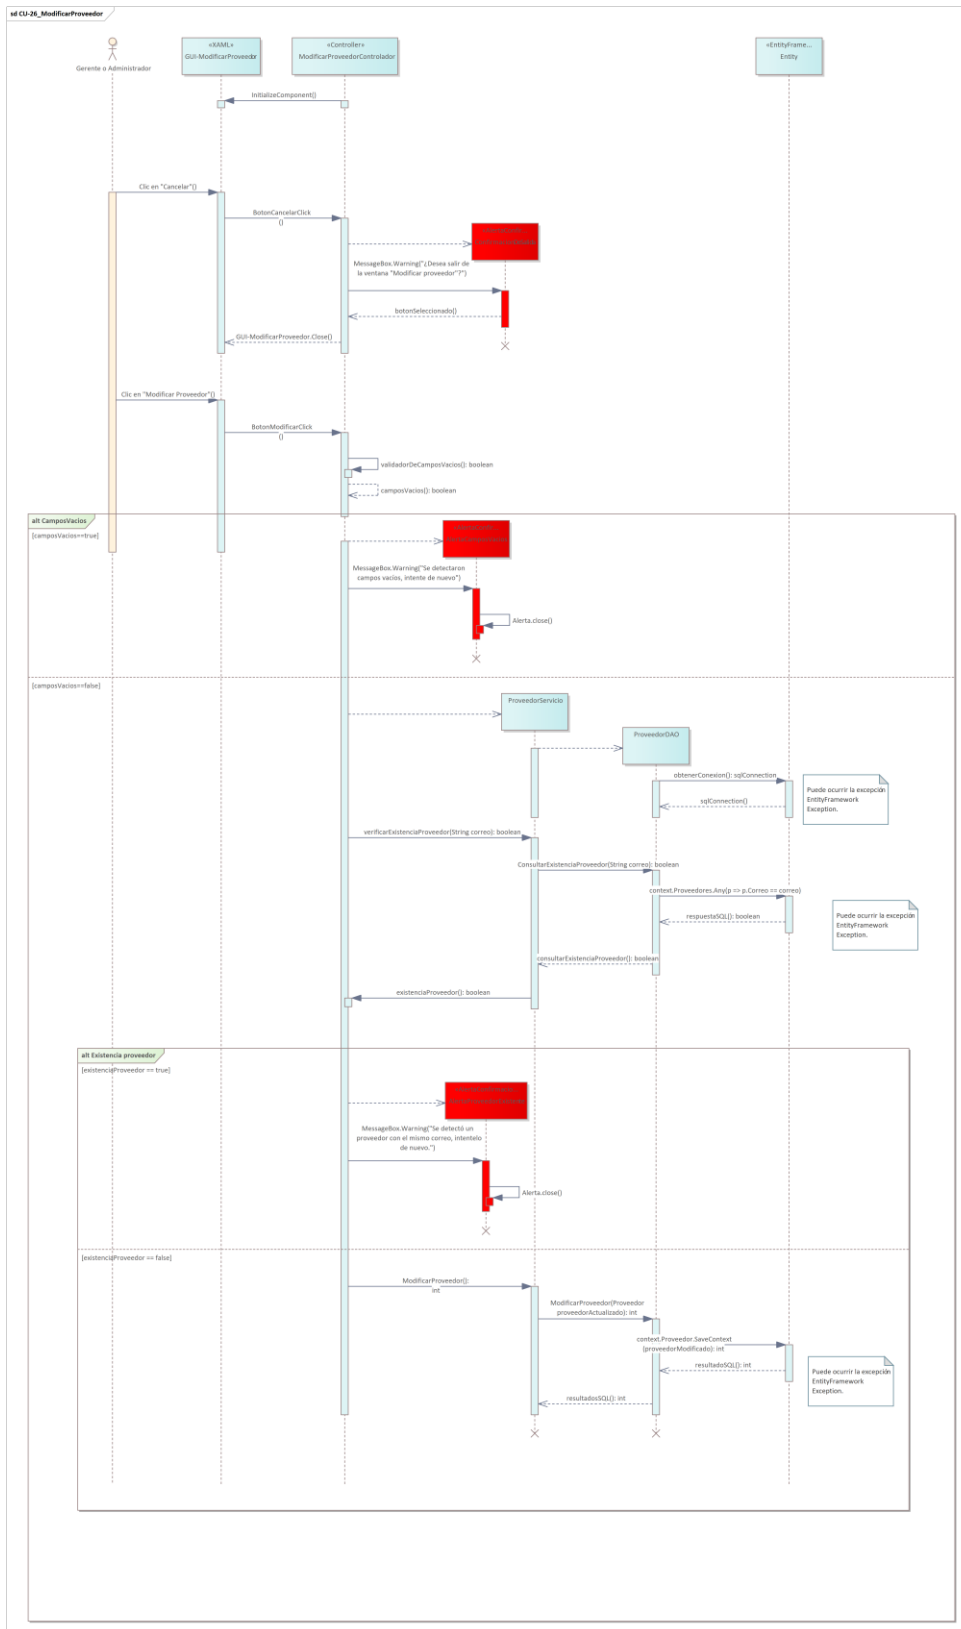 sd CU-26_ModificarProveedor
Gerente o Administrador
«XAML»
GUI-ModificarProveedor
«Controller»
ModificarProveedorControlador
«EntityFrame...
Entity
InitializeComponent()
Clic en "Cancelar"()
BotonCancelarClick
()
MessageBox.Warning("¿Desea salir de
la ventana "Modificar proveedor"?")
botonSeleccionado()
GUI-ModificarProveedor.Close()
Clic en "Modificar Proveedor"()
BotonModificarClick
()
validadorDeCamposVacios(): boolean
camposVacios(): boolean
alt CamposVacios
[camposVacios==true]
MessageBox.Warning("Se detectaron
campos vacíos, intente de nuevo")
Alerta.close()
[camposVacios==false]
ProveedorServicio
ProveedorDAO
obtenerConexion(): sqlConnection
sqlConnection()
Puede ocurrir la excepción
EntityFramework
Exception.
verificarExistenciaProveedor(String correo): boolean
ConsultarExistenciaProveedor(String correo): boolean
context.Proveedores.Any(p => p.Correo == correo)
respuestaSQL(): boolean
Puede ocurrir la excepción
EntityFramework
Exception.
consultarExistenciaProveedor(): boolean
existenciaProveedor(): boolean
alt Existencia proveedor
[existenciaProveedor == true]
MessageBox.Warning("Se detectó un
proveedor con el mismo correo, intentelo
de nuevo.")
Alerta.close()
[existenciaProveedor == false]
ModificarProveedor():
int
ModificarProveedor(Proveedor
proveedorActualizado): int
context.Proveedor.SaveContext
(proveedorModificado): int
resultadoSQL(): int
Puede ocurrir la excepción
EntityFramework
Exception.
resultadosSQL(): int